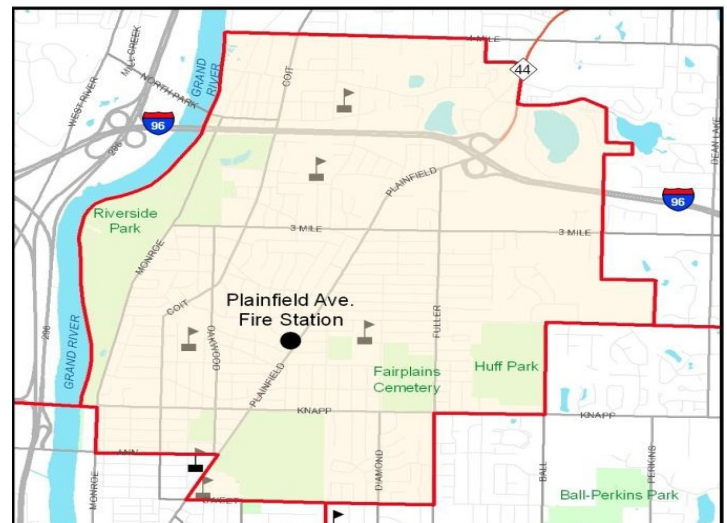 4 MILE
COIT
MILL CREEK
WEST RIVER
NORTH PARK
GRAND
RIVER
44
96
296
DEAN LAKE
PLAINFIELD
96
Riverside
Park
3 MILE
3 MILE
MONROE
Plainfield Ave.
Fire Station
COIT
OAKWOOD
FULLER
296
GRAND RIVER
PLAINFIELD
Fairplains
Cemetery
Huff Park
KNAPP
KNAPP
ANN
MONROE
SWEET
DIAMOND
BALL
PERKINS
Ball-Perkins Park